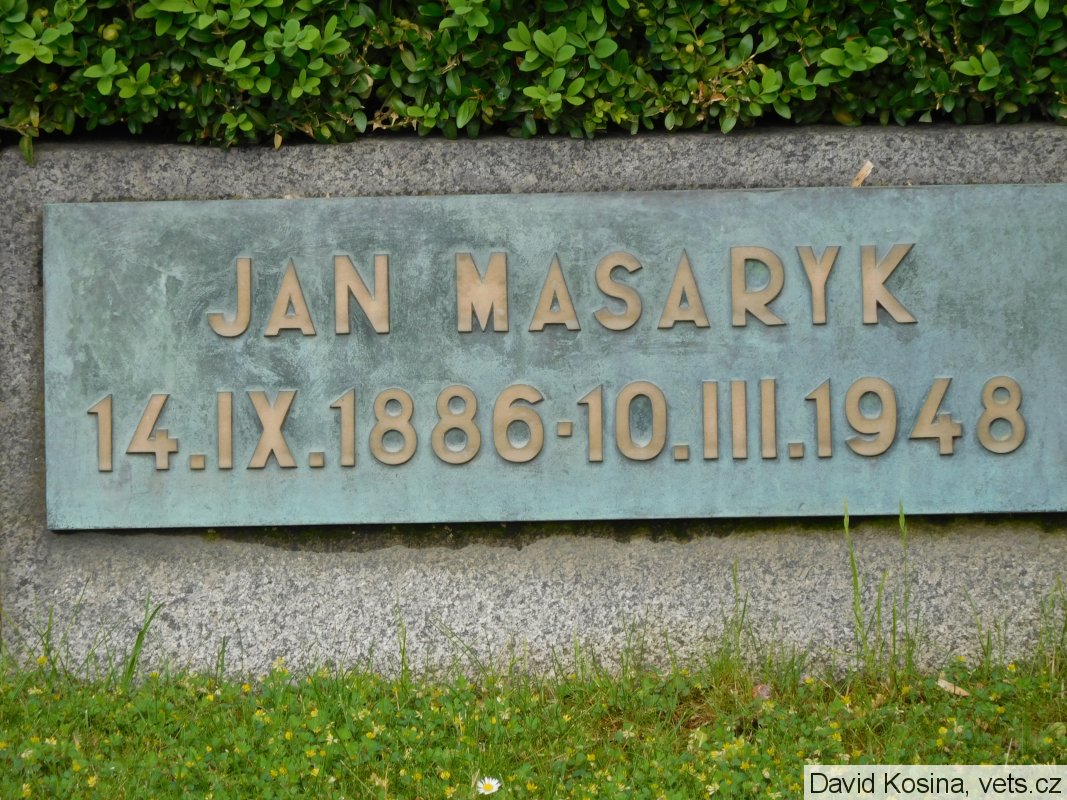 JAN MASARYK
14.IX.1886-10.III.1948
David Kosina, vets.cz